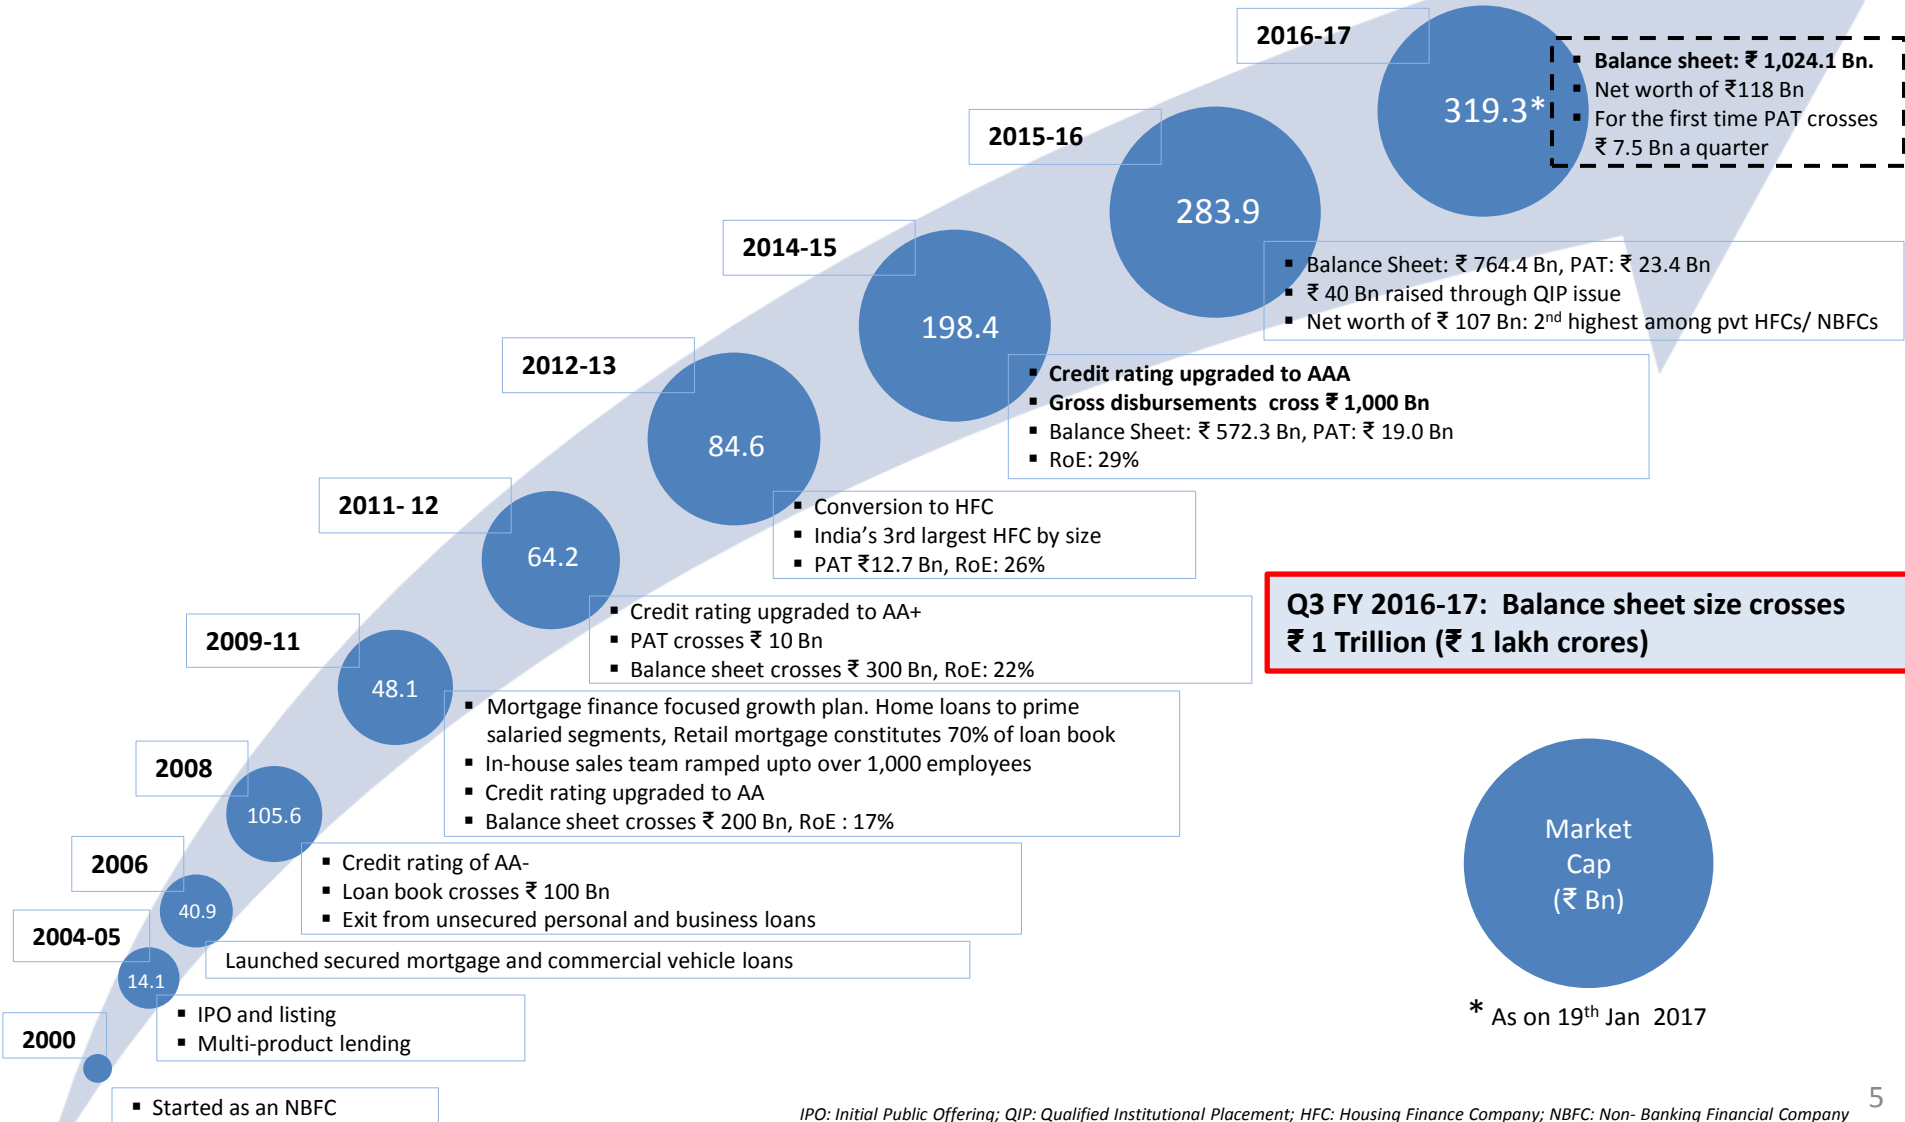 2016-17
319.3*
▪ Balance sheet: ₹ 1,024.1 Bn.
▪ Net worth of ₹118 Bn
▪ For the first time PAT crosses
₹ 7.5 Bn a quarter
2015-16
283.9
▪ Balance Sheet: ₹ 764.4 Bn, PAT: ₹ 23.4 Bn
▪ ₹ 40 Bn raised through QIP issue
▪ Net worth of ₹ 107 Bn: 2nd highest among pvt HFCs/ NBFCs
2014-15
198.4
▪ Credit rating upgraded to AAA
▪ Gross disbursements cross ₹ 1,000 Bn
▪ Balance Sheet: ₹ 572.3 Bn, PAT: ₹ 19.0 Bn
▪ RoE: 29%
2012-13
84.6
▪ Conversion to HFC
▪ India’s 3rd largest HFC by size
▪ PAT ₹12.7 Bn, RoE: 26%
2011- 12
64.2
▪ Credit rating upgraded to AA+
▪ PAT crosses ₹ 10 Bn
▪ Balance sheet crosses ₹ 300 Bn, RoE: 22%
Q3 FY 2016-17: Balance sheet size crosses
₹ 1 Trillion (₹ 1 lakh crores)
2009-11
48.1
▪ Mortgage finance focused growth plan. Home loans to prime
salaried segments, Retail mortgage constitutes 70% of loan book
▪ In-house sales team ramped upto over 1,000 employees
▪ Credit rating upgraded to AA
▪ Balance sheet crosses ₹ 200 Bn, RoE : 17%
2008
105.6
▪ Credit rating of AA-
▪ Loan book crosses ₹ 100 Bn
▪ Exit from unsecured personal and business loans
2006
40.9
Launched secured mortgage and commercial vehicle loans
2004-05
14.1
▪ IPO and listing
▪ Multi-product lending
2000
▪ Started as an NBFC
Market
Cap
(₹ Bn)
* As on 19th Jan 2017
IPO: Initial Public Offering; QIP: Qualified Institutional Placement; HFC: Housing Finance Company; NBFC: Non- Banking Financial Company
5